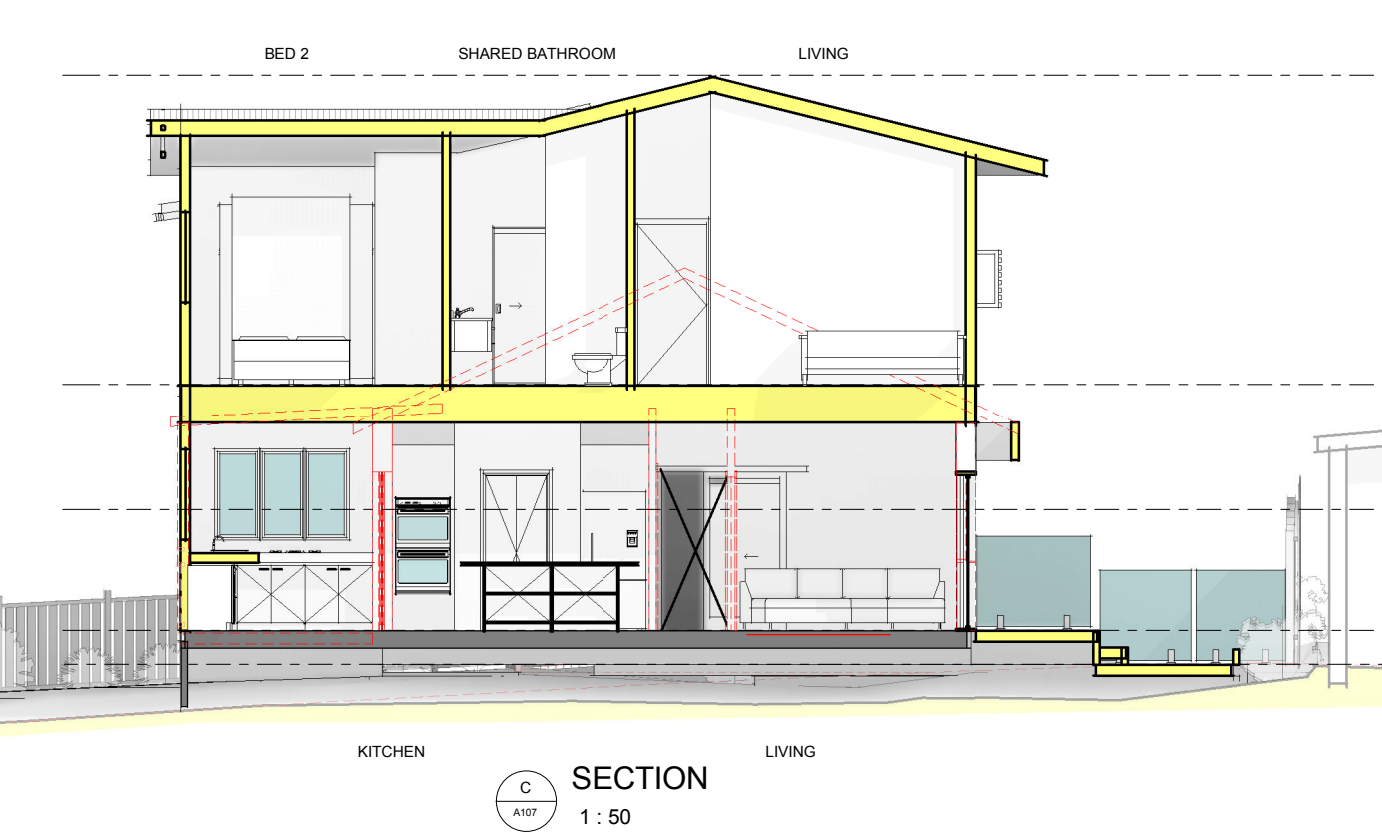 BED 2
SHARED BATHROOM
LIVING
KITCHEN
LIVING
C
A107
SECTION
1 : 50